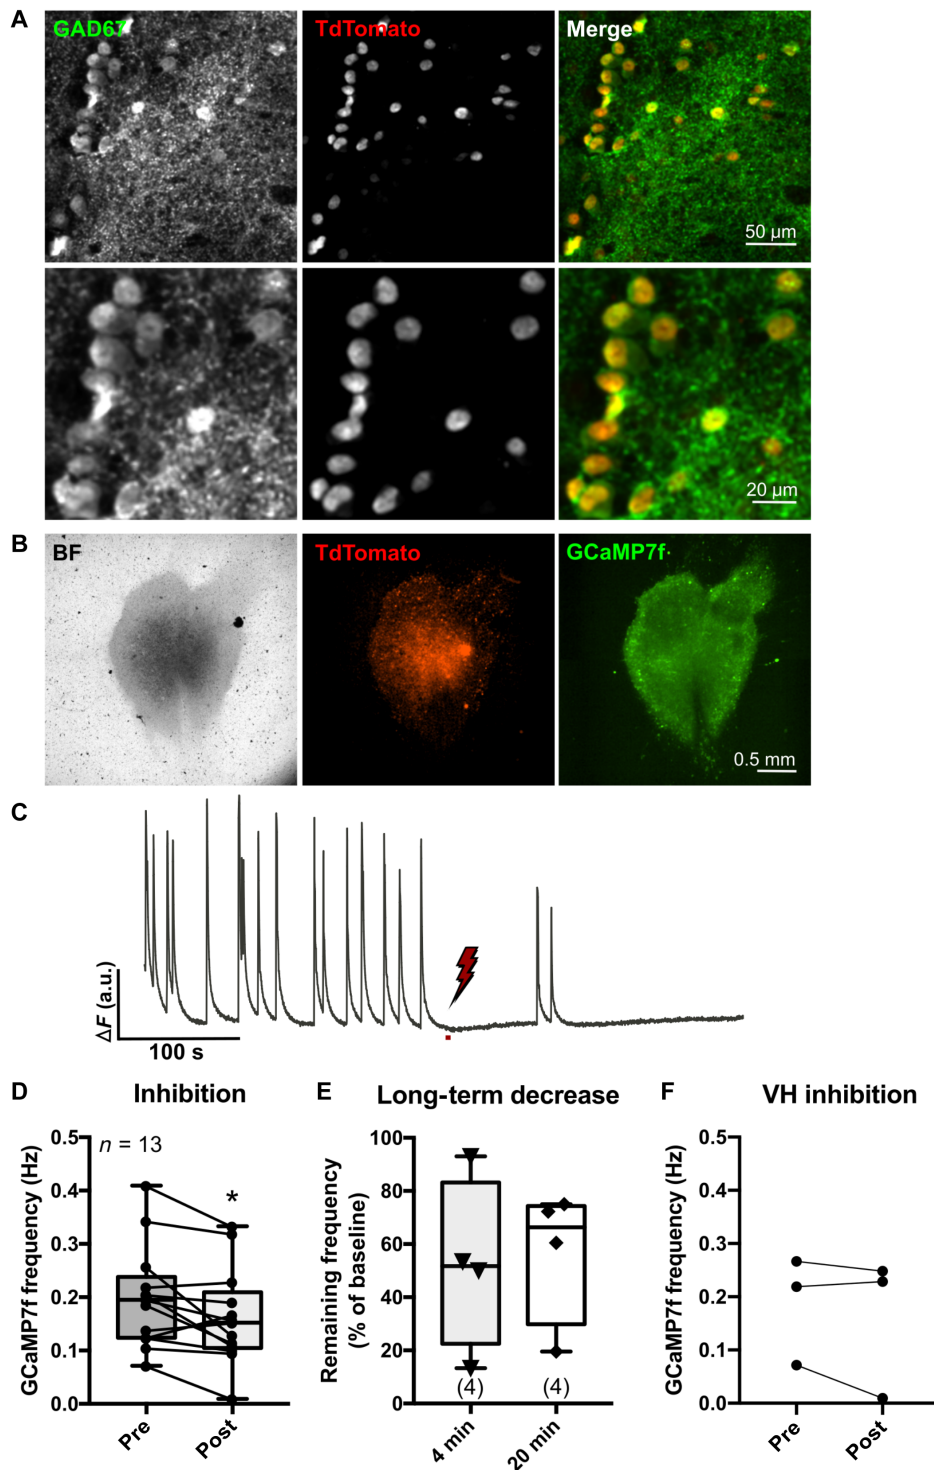 A
GAD67
TdTomato
Merge
50 µm
20 µm
B
BF
TdTomato
GCaMP7f
0.5 mm
C
ΔF (a.u.)
100 s
D
Inhibition
GCaMP7f frequency (Hz)
n = 13
*
0.5
0.4
0.3
0.2
0.1
0.0
Pre
Post
E
Long-term decrease
Remaining frequency
(% of baseline)
100
80
60
40
20
0
(4)
(4)
4 min
20 min
F
VH inhibition
GCaMP7f frequency (Hz)
0.5
0.4
0.3
0.2
0.1
0.0
Pre
Post